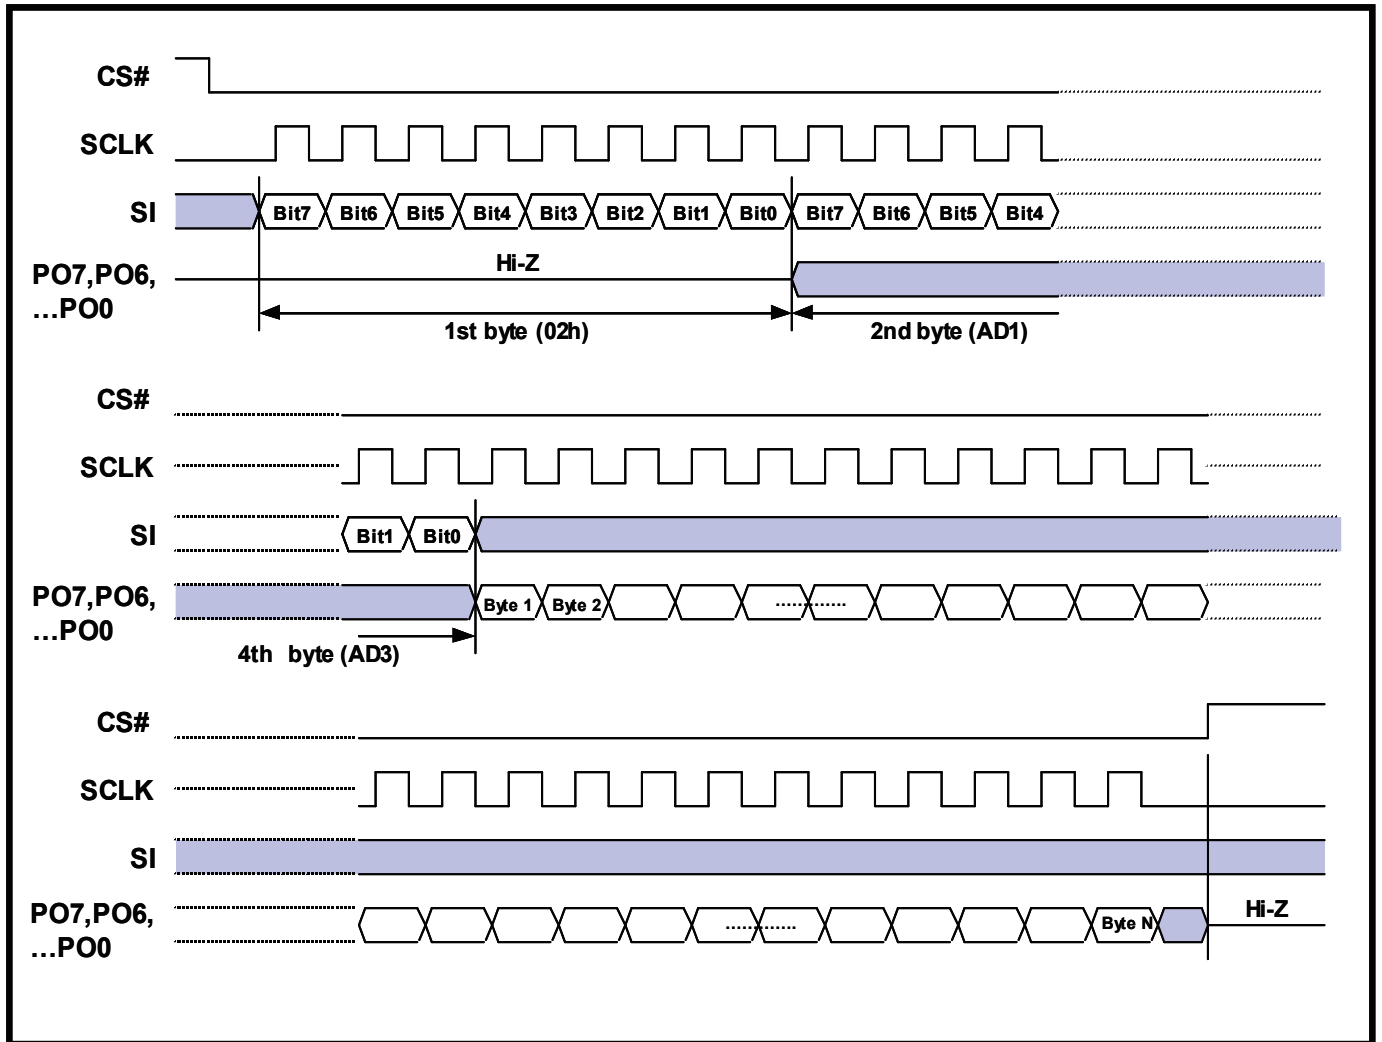 CS#
SCLK
SI
Bit7 Bit6 Bit5 Bit4 Bit3 Bit2 Bit1 Bit0 Bit7 Bit6 Bit5 Bit4
PO7,PO6,
...PO0
Hi-Z
1st byte (02h)
2nd byte (AD1)
CS#
SCLK
SI
Bit1 Bit0
PO7,PO6,
...PO0
Byte 1 Byte 2 ..............
4th byte (AD3)
CS#
SCLK
SI
PO7,PO6,
...PO0
.............. Byte N
Hi-Z